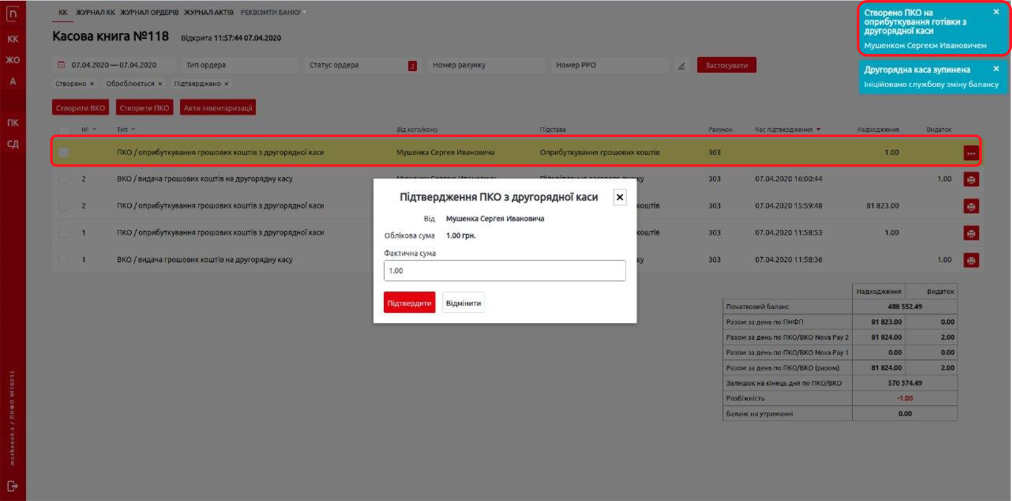 n
КК ЖУРНАЛ КК ЖУРНАЛ ОРДЕРІВ ЖУРНАЛ АКТІВ РЕКВІЗИТИ БАНКУ
Створено ПКО на
оприбуткування готівки з
другорядної каси
Мушенком Сергеєм Ивановичем
КК
Касова книга №118 Відкрита 11:57:44 07.04.2020
ЖО
07.04.2020 — 07.04.2020 Тип ордера Статус ордера 3 Номер рахунку Номер РРО Застосувати
Другорядна каса зупинена
Ініційовано службову зміну балансу
А
Створено × Обробляється × Підтверджено ×
Створити ВКО Створити ПКО Акти інвентаризації
ПК
СД
№ Тип Від кого/кому Підстава Рахунок Час підтвердження Надходження Видаток
ПКО / оприбуткування грошових коштів з другорядної каси Мушенка Сергея Ивановича Оприбуткування грошових коштів 303 1.00
2 ВКО / видача грошових коштів на другорядну касу 303 07.04.2020 16:00:44 1.00
2 ПКО / оприбуткування грошових коштів з другорядної каси коштів 303 07.04.2020 15:59:48 81 823.00
1 ПКО / оприбуткування грошових коштів з другорядної каси коштів 303 07.04.2020 11:58:53 1.00
1 ВКО / видача грошових коштів на другорядну касу 303 07.04.2020 11:58:36 1.00
Підтвердження ПКО з другорядної каси
Від Мушенка Сергея Ивановича
Облікова сума 1.00 грн.
Фактична сума
1.00
Підтвердити Відмінити
Надходження Видаток
Початковий баланс 488 552.49
Разом за день по ПНФП 81 823.00 0.00
Разом за день по ПКО/ВКО Nova Pay 2 81 824.00 2.00
Разом за день по ПКО/ВКО Nova Pay 1 0.00 0.00
Разом за день по ПКО/ВКО (разом) 81 824.00 2.00
Залишок на кінець дня по ПКО/ВКО 570 374.49
Розбіжність -1.00
Баланс на утриманні 0.00